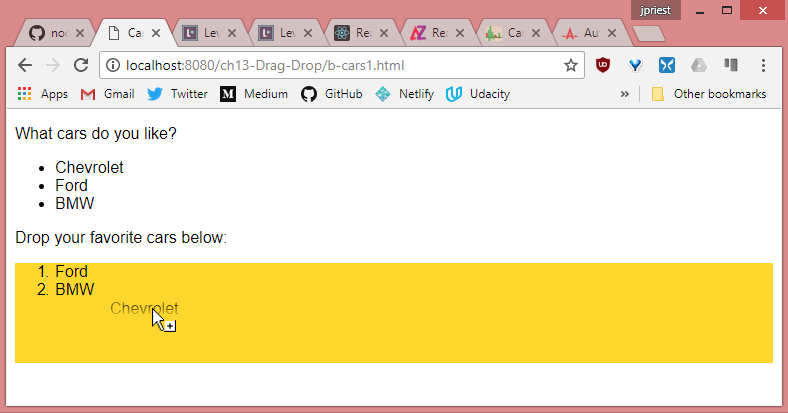 jpriest
noc Ca Lev Lev Rea Re Ca Au
localhost:8080/ch13-Drag-Drop/b-cars1.html
Apps Gmail Twitter Medium GitHub Netlify Udacity » Other bookmarks
What cars do you like?
• Chevrolet
• Ford
• BMW
Drop your favorite cars below:
1. Ford
2. BMW
Chevrolet